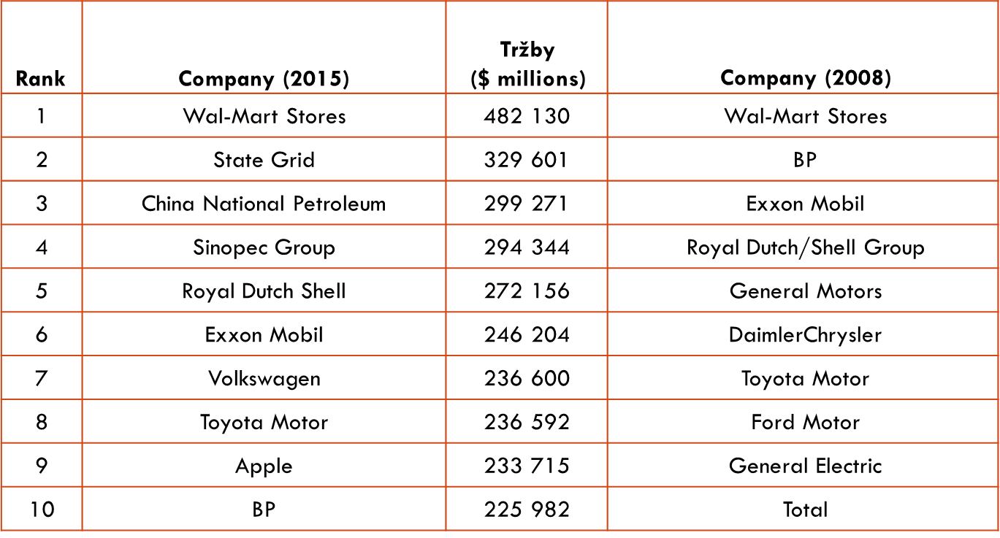 Rank Company (2015) Tržby ($ millions) Company (2008)
1 Wal-Mart Stores 482 130 Wal-Mart Stores
2 State Grid 329 601 BP
3 China National Petroleum 299 271 Exxon Mobil
4 Sinopec Group 294 344 Royal Dutch/Shell Group
5 Royal Dutch Shell 272 156 General Motors
6 Exxon Mobil 246 204 DaimlerChrysler
7 Volkswagen 236 600 Toyota Motor
8 Toyota Motor 236 592 Ford Motor
9 Apple 233 715 General Electric
10 BP 225 982 Total